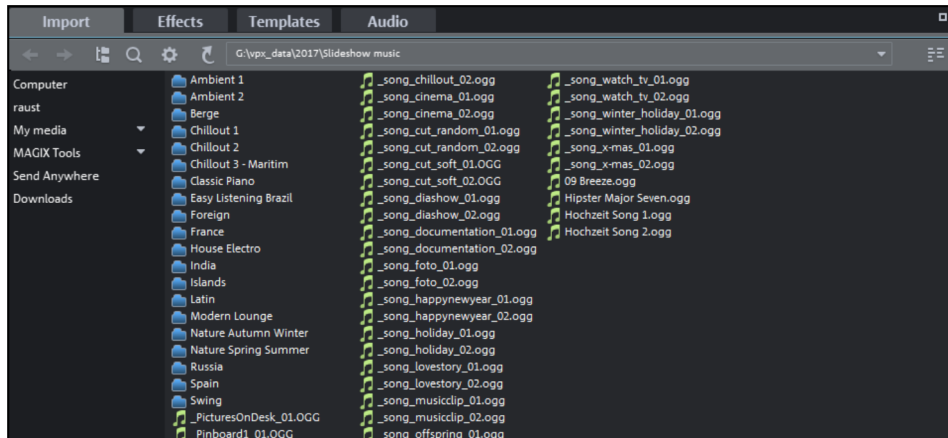 Import
Effects
Templates
Audio
G:\vpx_data\2017\Slideshow music
Computer
raust
My media
MAGIX Tools
Send Anywhere
Downloads
Ambient 1
Ambient 2
Berge
Chillout 1
Chillout 2
Chillout 3 - Maritim
Classic Piano
Easy Listening Brazil
Foreign
France
House Electro
India
Islands
Latin
Modern Lounge
Nature Autumn Winter
Nature Spring Summer
Russia
Spain
Swing
_PicturesOnDesk_01.OGG
_Pinboard1_01.OGG
_song_chillout_02.ogg
_song_cinema_01.ogg
_song_cinema_02.ogg
_song_cut_random_01.ogg
_song_cut_random_02.ogg
_song_cut_soft_01.OGG
_song_cut_soft_02.OGG
_song_diashow_01.ogg
_song_diashow_02.ogg
_song_documentation_01.ogg
_song_documentation_02.ogg
_song_foto_01.ogg
_song_foto_02.ogg
_song_happynewyear_01.ogg
_song_happynewyear_02.ogg
_song_holiday_01.ogg
_song_holiday_02.ogg
_song_lovestory_01.ogg
_song_lovestory_02.ogg
_song_musicclip_01.ogg
_song_musicclip_02.ogg
_song_offspring_01.ogg
_song_watch_tv_01.ogg
_song_watch_tv_02.ogg
_song_winter_holiday_01.ogg
_song_winter_holiday_02.ogg
_song_x-mas_01.ogg
_song_x-mas_02.ogg
09 Breeze.ogg
Hipster Major Seven.ogg
Hochzeit Song 1.ogg
Hochzeit Song 2.ogg